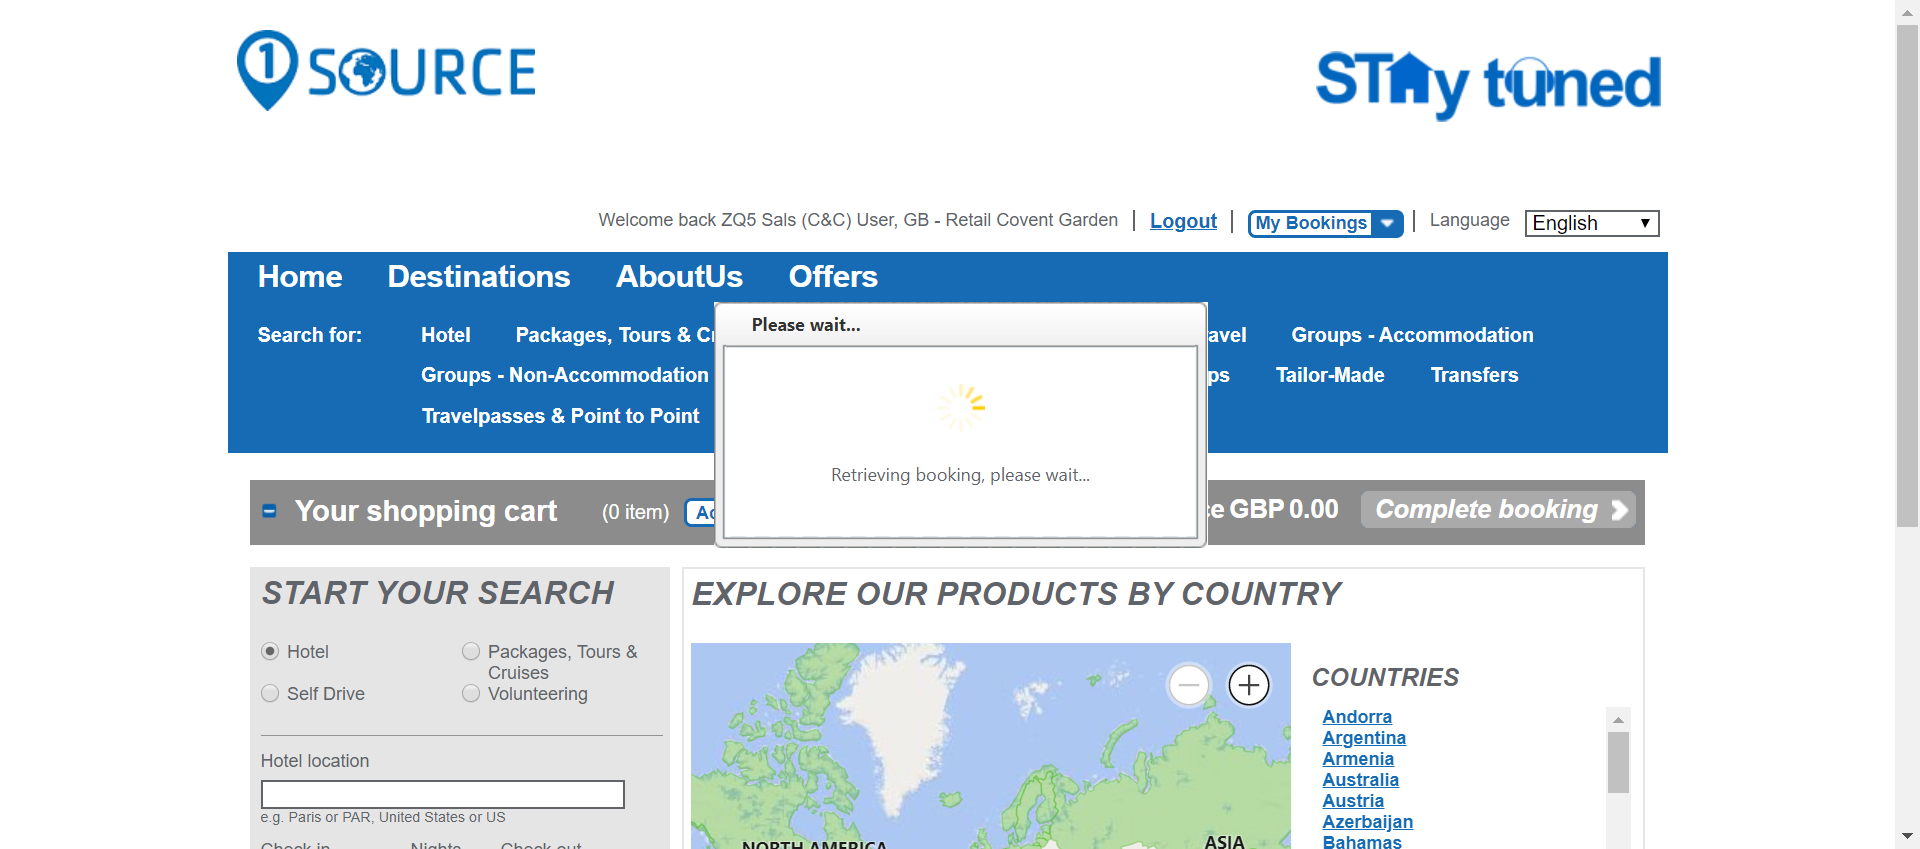 1 SOURCE
STAy tuned
Welcome back ZQ5 Sals (C&C) User, GB - Retail Covent Garden
Logout
My Bookings
Language
English
Home Destinations AboutUs Offers
Search for: Hotel Packages, Tours & Cr
avel Groups - Accommodation
Groups - Non-Accommodation
ps Tailor-Made Transfers
Travelpasses & Point to Point
Please wait...
Retrieving booking, please wait...
Your shopping cart (0 item) Ac
ce GBP 0.00 Complete booking
START YOUR SEARCH
Hotel
Packages, Tours &
Cruises
Self Drive
Volunteering
Hotel location
e.g. Paris or PAR, United States or US
Check in Nights Check out
EXPLORE OUR PRODUCTS BY COUNTRY
NORTH AMERICA
ASIA
COUNTRIES
Andorra
Argentina
Armenia
Australia
Austria
Azerbaijan
Bahamas